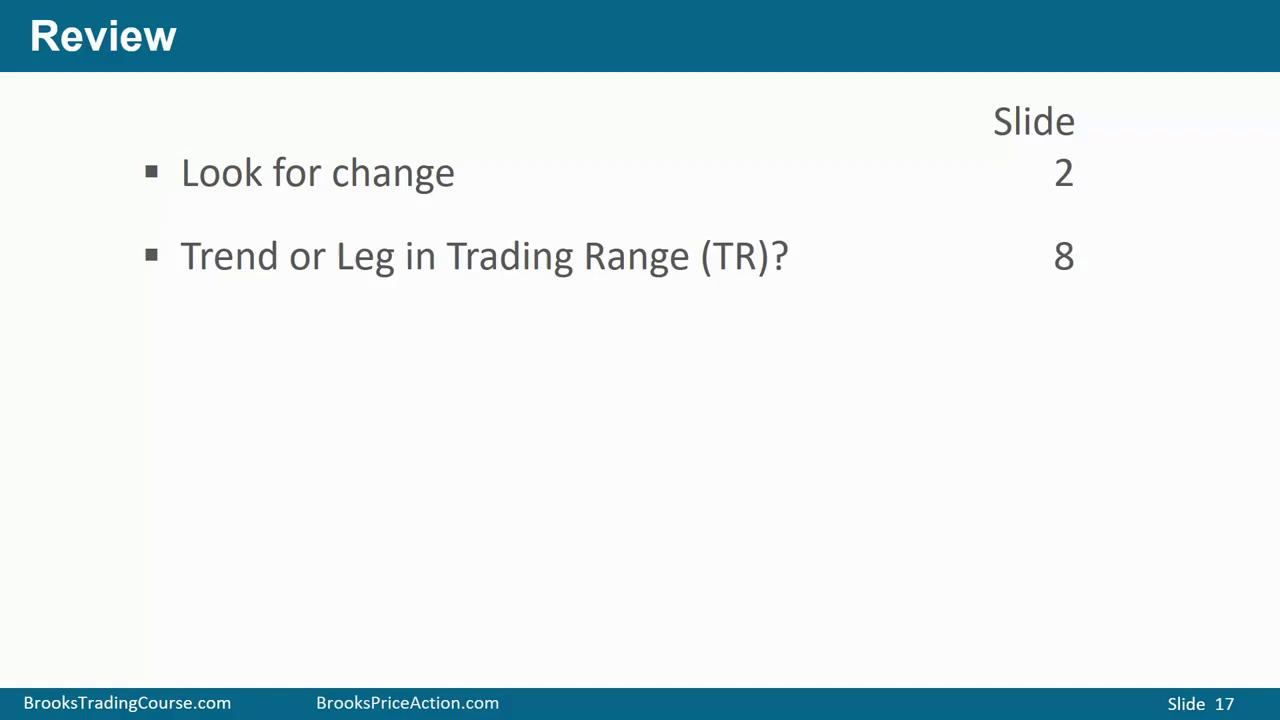 Review
Slide
▪ Look for change 2
▪ Trend or Leg in Trading Range (TR)? 8
BrooksTradingCourse.com BrooksPriceAction.com Slide 17